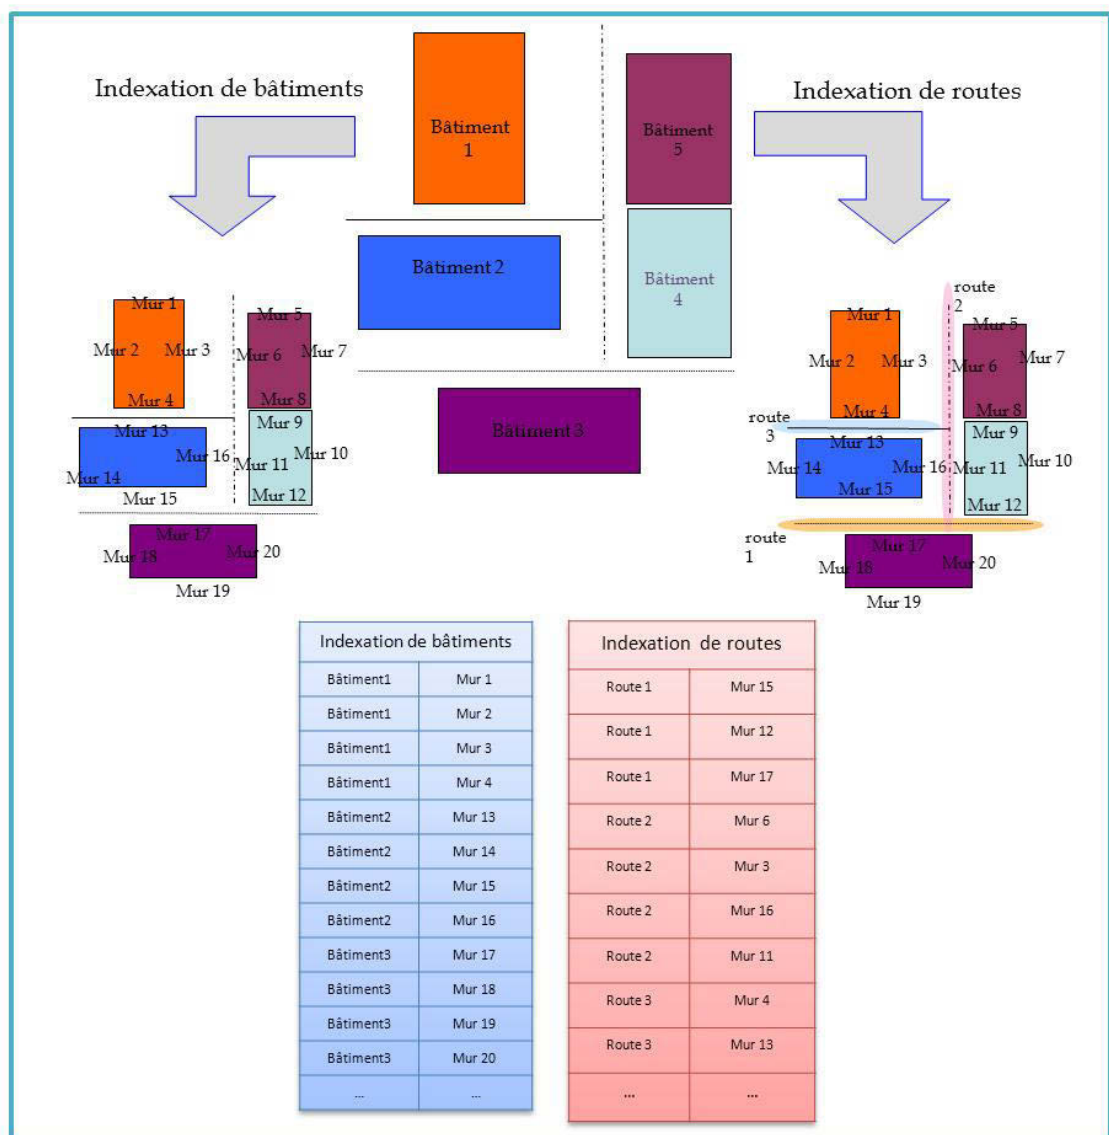 Indexation de bâtiments
Indexation de routes
Bâtiment
1
Bâtiment
5
Bâtiment 2
Bâtiment
4
Bâtiment 3
Mur 1
Mur 2
Mur 3
Mur 4
Mur 5
Mur 6
Mur 7
Mur 8
Mur 13
Mur 9
Mur 16
Mur 11
Mur 10
Mur 14
Mur 15
Mur 12
Mur 17
Mur 18
Mur 20
Mur 19
route
2
Mur 1
Mur 2
Mur 3
Mur 4
Mur 5
Mur 6
Mur 7
Mur 8
route
3
Mur 13
Mur 9
Mur 14
Mur 16
Mur 11
Mur 10
Mur 15
Mur 12
route
1
Mur 17
Mur 18
Mur 20
Mur 19
Indexation de bâtiments
Bâtiment1 Mur 1
Bâtiment1 Mur 2
Bâtiment1 Mur 3
Bâtiment1 Mur 4
Bâtiment2 Mur 13
Bâtiment2 Mur 14
Bâtiment2 Mur 15
Bâtiment2 Mur 16
Bâtiment3 Mur 17
Bâtiment3 Mur 18
Bâtiment3 Mur 19
Bâtiment3 Mur 20
... ...
Indexation de routes
Route 1 Mur 15
Route 1 Mur 12
Route 1 Mur 17
Route 2 Mur 6
Route 2 Mur 3
Route 2 Mur 16
Route 2 Mur 11
Route 3 Mur 4
Route 3 Mur 13
... ...